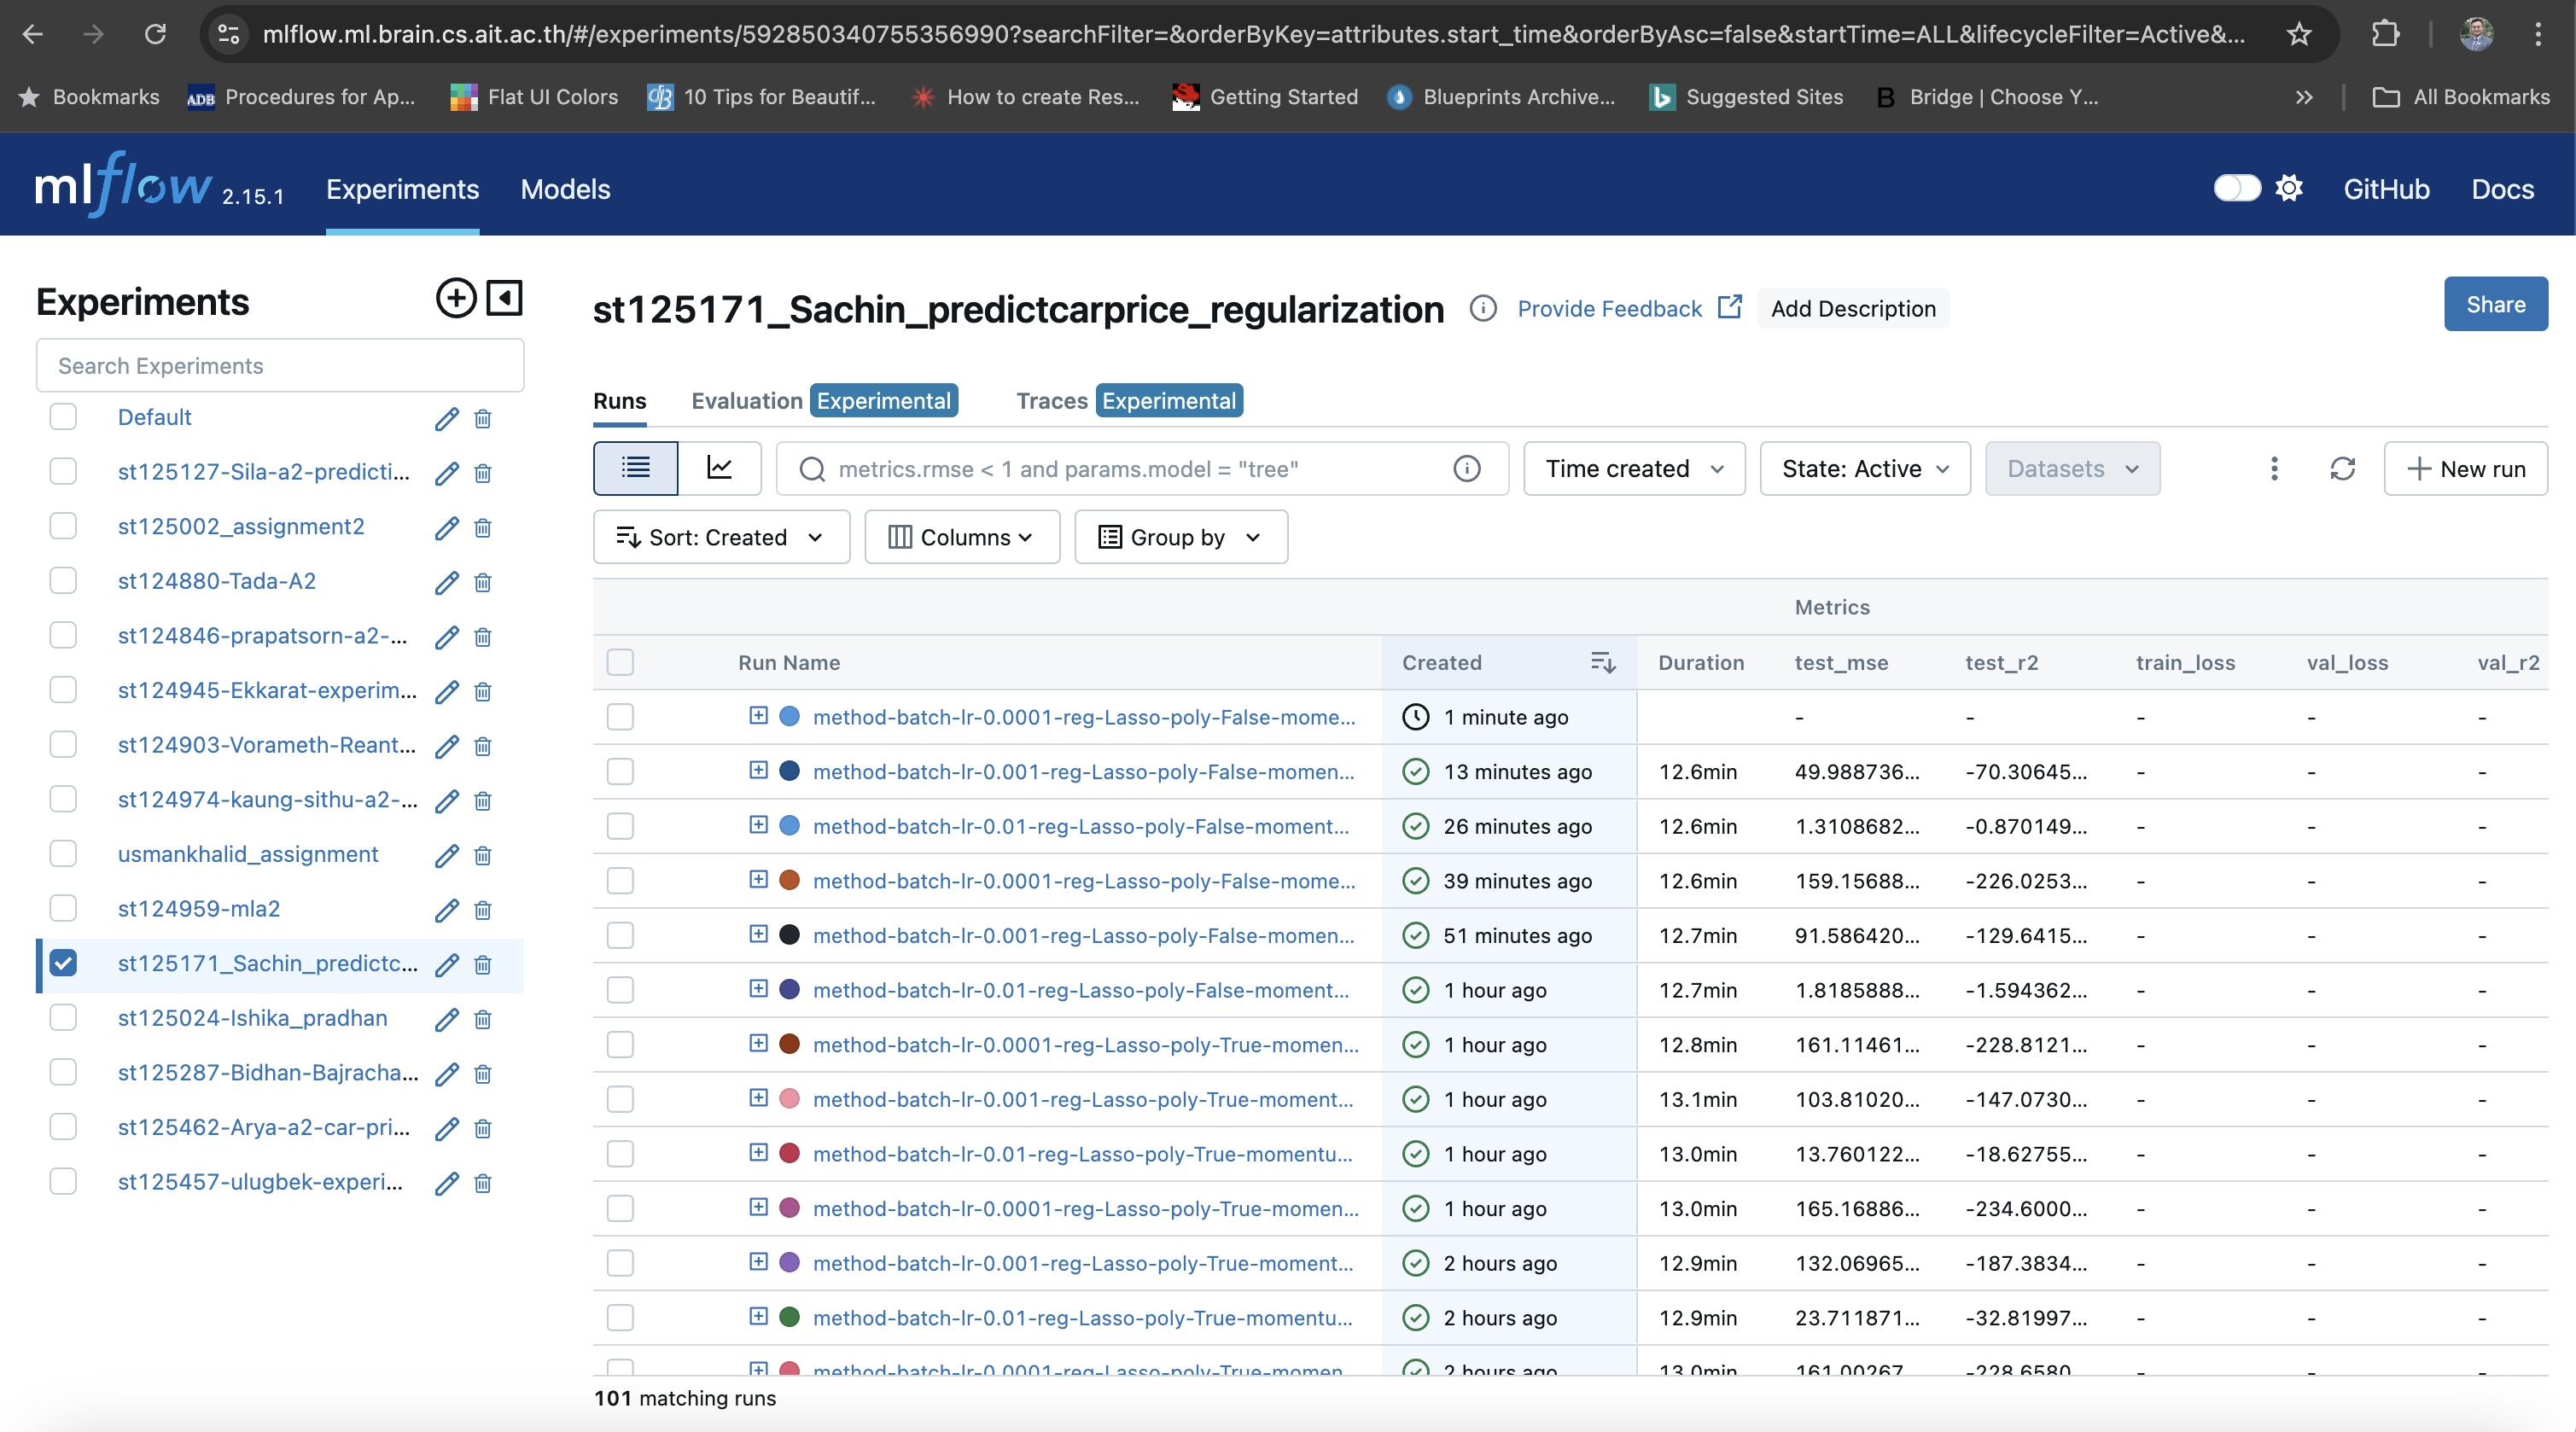 mlflow.ml.brain.cs.ait.ac.th/#/experiments/592850340755356990?searchFilter=&orderByKey=attributes.start_time&orderByAsc=false&startTime=ALL&lifecycleFilter=Active&...
Bookmarks ADB Procedures for Ap... Flat UI Colors 10 Tips for Beautif... How to create Res... Getting Started Blueprints Archive... Suggested Sites B Bridge | Choose Y... All Bookmarks
mlflow 2.15.1 Experiments Models GitHub Docs
Experiments
Search Experiments
Default
st125127-Sila-a2-predicti...
st125002_assignment2
st124880-Tada-A2
st124846-prapatsorn-a2-...
st124945-Ekkarat-experim...
st124903-Vorameth-Reant...
st124974-kaung-sithu-a2-...
usmankhalid_assignment
st124959-mla2
st125171_Sachin_predictc...
st125024-Ishika_pradhan
st125287-Bidhan-Bajracha...
st125462-Arya-a2-car-pri...
st125457-ulugbek-experi...
st125171_Sachin_predictcarprice_regularization Provide Feedback Add Description Share
Runs Evaluation Experimental Traces Experimental
metrics.rmse < 1 and params.model = "tree" Time created State: Active Datasets New run
Sort: Created Columns Group by
Metrics
Run Name Created Duration test_mse test_r2 train_loss val_loss val_r2
method-batch-lr-0.0001-reg-Lasso-poly-False-mome... 1 minute ago - - - - -
method-batch-lr-0.001-reg-Lasso-poly-False-momen... 13 minutes ago 12.6min 49.988736... -70.30645... - - -
method-batch-lr-0.01-reg-Lasso-poly-False-moment... 26 minutes ago 12.6min 1.3108682... -0.870149... - - -
method-batch-lr-0.0001-reg-Lasso-poly-False-mome... 39 minutes ago 12.6min 159.15688... -226.0253... - - -
method-batch-lr-0.001-reg-Lasso-poly-False-momen... 51 minutes ago 12.7min 91.586420... -129.6415... - - -
method-batch-lr-0.01-reg-Lasso-poly-False-moment... 1 hour ago 12.7min 1.8185888... -1.594362... - - -
method-batch-lr-0.0001-reg-Lasso-poly-True-momen... 1 hour ago 12.8min 161.11461... -228.8121... - - -
method-batch-lr-0.001-reg-Lasso-poly-True-moment... 1 hour ago 13.1min 103.81020... -147.0730... - - -
method-batch-lr-0.01-reg-Lasso-poly-True-momentu... 1 hour ago 13.0min 13.760122... -18.62755... - - -
method-batch-lr-0.0001-reg-Lasso-poly-True-momen... 1 hour ago 13.0min 165.16886... -234.6000... - - -
method-batch-lr-0.001-reg-Lasso-poly-True-moment... 2 hours ago 12.9min 132.06965... -187.3834... - - -
method-batch-lr-0.01-reg-Lasso-poly-True-momentu... 2 hours ago 12.9min 23.711871... -32.81997... - - -
method-batch-lr-0.0001-reg-Lasso-poly-True-momen... 2 hours ago 13.0min 161.00267... -228.6580... - - -
101 matching runs